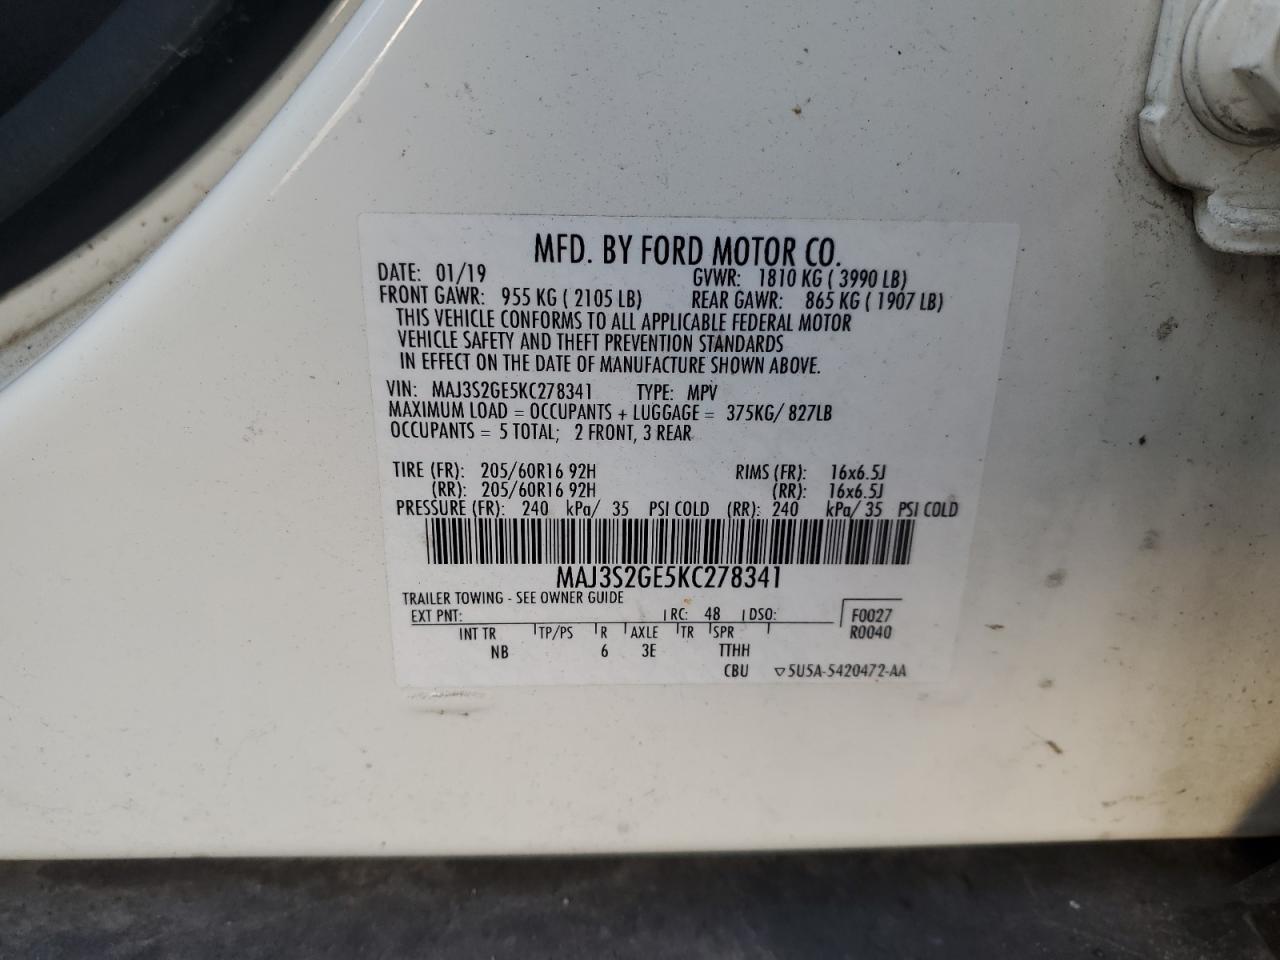 MFD. BY FORD MOTOR CO.
DATE: 01/19 GVWR: 1810 KG ( 3990 LB)
FRONT GAWR: 955 KG ( 2105 LB) REAR GAWR: 865 KG ( 1907 LB)
THIS VEHICLE CONFORMS TO ALL APPLICABLE FEDERAL MOTOR
VEHICLE SAFETY AND THEFT PREVENTION STANDARDS
IN EFFECT ON THE DATE OF MANUFACTURE SHOWN ABOVE.
VIN: MAJ3S2GE5KC278341 TYPE: MPV
MAXIMUM LOAD = OCCUPANTS + LUGGAGE = 375KG/ 827LB
OCCUPANTS = 5 TOTAL; 2 FRONT, 3 REAR
TIRE (FR): 205/60R16 92H RIMS (FR): 16x6.5J
(RR): 205/60R16 92H (RR): 16x6.5J
PRESSURE (FR): 240 kPa/ 35 PSI COLD (RR): 240 kPa/ 35 PSI COLD
MAJ3S2GE5KC278341
TRAILER TOWING - SEE OWNER GUIDE
EXT PNT: RC: 48 DSO: F0027
INT TR TP/PS R AXLE TR SPR R0040
NB 6 3E TTHH
CBU ▽5U5A-5420472-AA